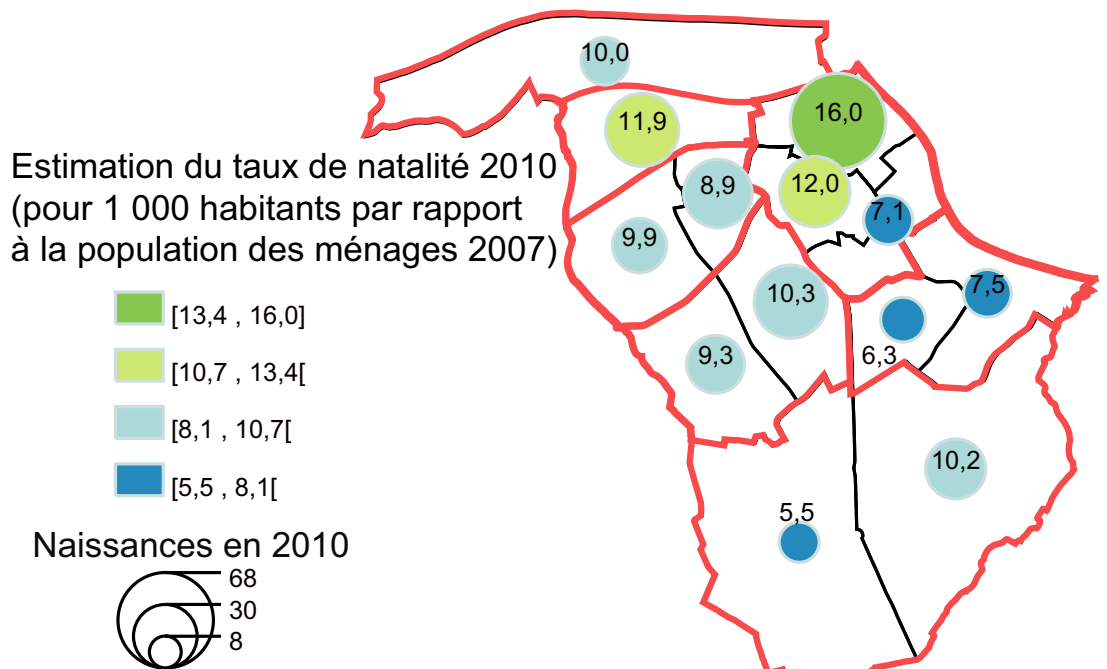 10,0
16,0
11,9
Estimation du taux de natalité 2010
(pour 1 000 habitants par rapport
à la population des ménages 2007)
8,9
12,0
7,1
9,9
10,3
7,5
6,3
9,3
10,2
5,5
[13,4 , 16,0]
[10,7 , 13,4[
[8,1 , 10,7[
[5,5 , 8,1[
Naissances en 2010
68
30
8